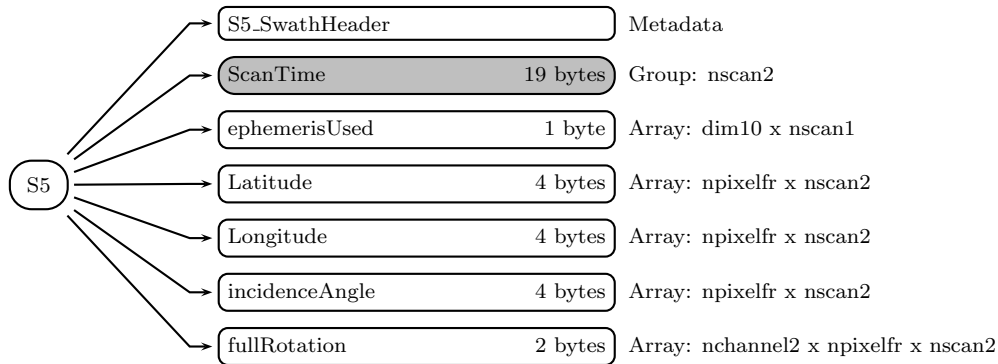 S5_SwathHeader Metadata
ScanTime 19 bytes Group: nscan2
ephemerisUsed 1 byte Array: dim10 x nscan1
S5
Latitude 4 bytes Array: npixelfr x nscan2
Longitude 4 bytes Array: npixelfr x nscan2
incidenceAngle 4 bytes Array: npixelfr x nscan2
fullRotation 2 bytes Array: nchannel2 x npixelfr x nscan2